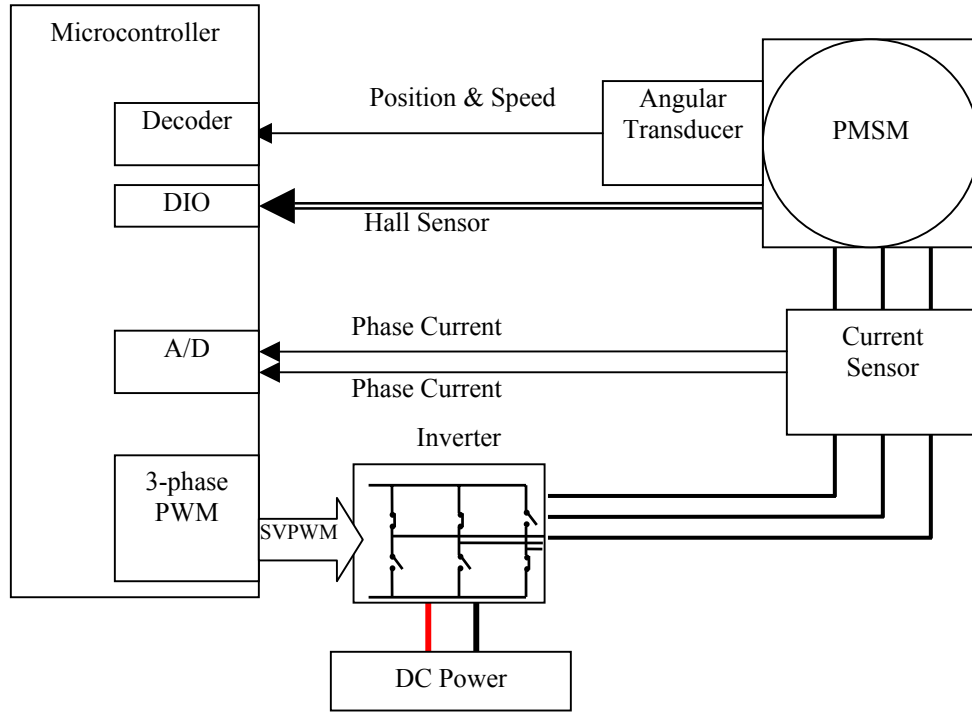 Microcontroller
Position & Speed
Angular
Transducer
PMSM
Decoder
DIO
Hall Sensor
Phase Current
A/D
Current
Sensor
Phase Current
Inverter
3-phase
PWM
SVPWM
DC Power